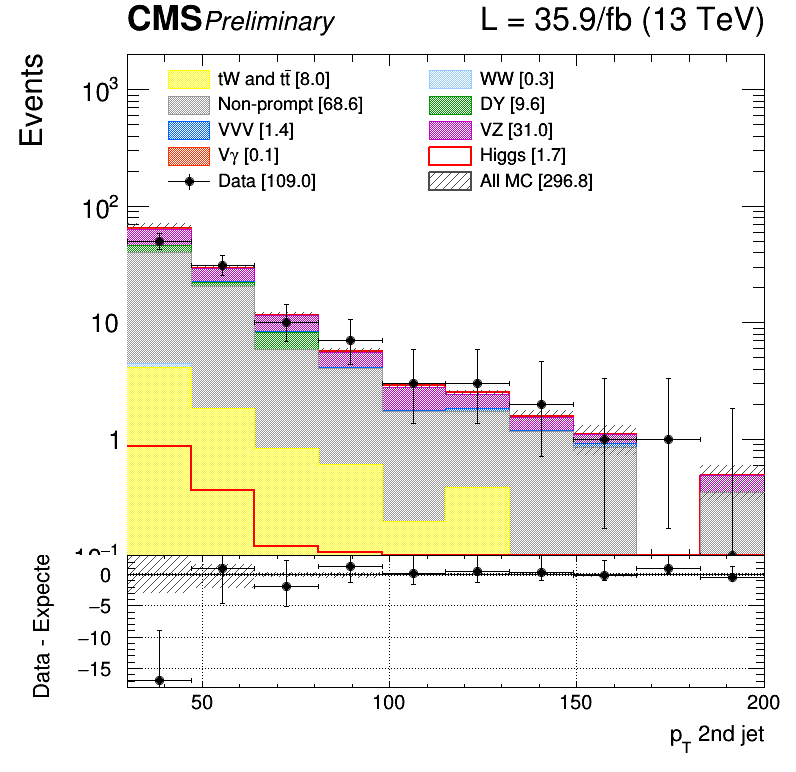 CMS Preliminary L = 35.9/fb (13 TeV)
Events
10³
10²
10
1
tW and tt̄ [8.0]
Non-prompt [68.6]
VVV [1.4]
Vγ [0.1]
Data [109.0]
WW [0.3]
DY [9.6]
VZ [31.0]
Higgs [1.7]
All MC [296.8]
Data - Expecte
0
−5
−10
−15
50 100 150 200
p_T 2nd jet